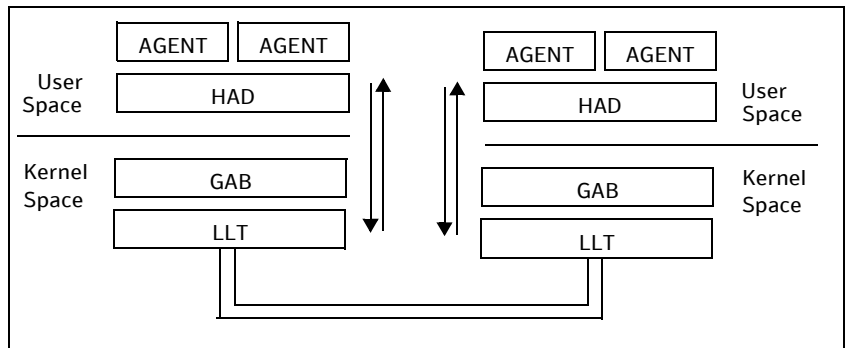 AGENT AGENT
User
Space
HAD
Kernel
Space
GAB
LLT
AGENT AGENT
HAD
User
Space
GAB
Kernel
Space
LLT